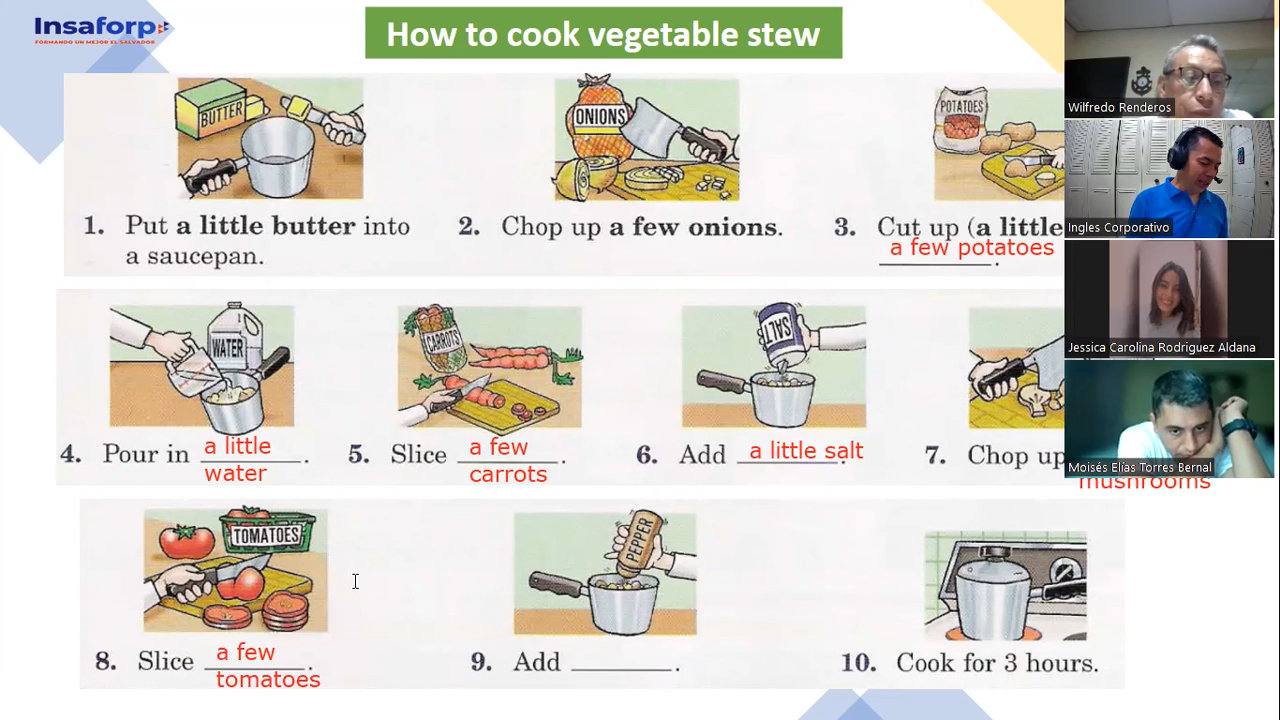 Insaforp
FORMANDO UN MEJOR EL SALVADOR
How to cook vegetable stew
Wilfredo Renderos
BUTTER
ONIONS
POTATOES
1. Put a little butter into
a saucepan.
2. Chop up a few onions.
3. Cut up (a little
a few potatoes
.
Ingles Corporativo
WATER
CARROTS
SALT
Jessica Carolina Rodriguez Aldana
4. Pour in a little
water.
5. Slice a few
carrots.
6. Add a little salt.
7. Chop up
mushrooms
Moisés Elías Torres Bernal
TOMATOES
PEPPER
8. Slice a few
tomatoes.
9. Add ________.
10. Cook for 3 hours.